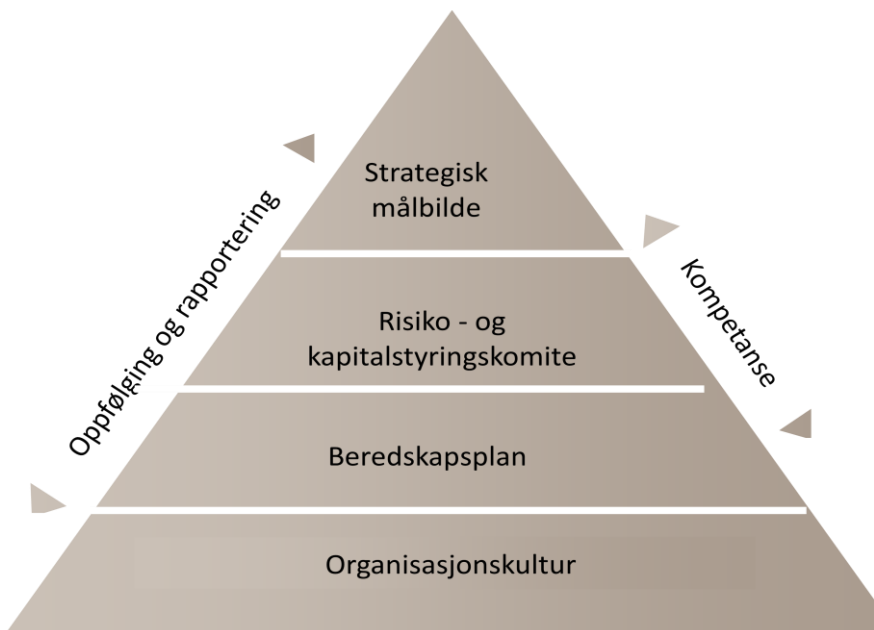 Strategisk
målbilde
Oppfølging og rapportering
Kompetanse
Risiko - og
kapitalstyringskomite
Beredskapsplan
Organisasjonskultur